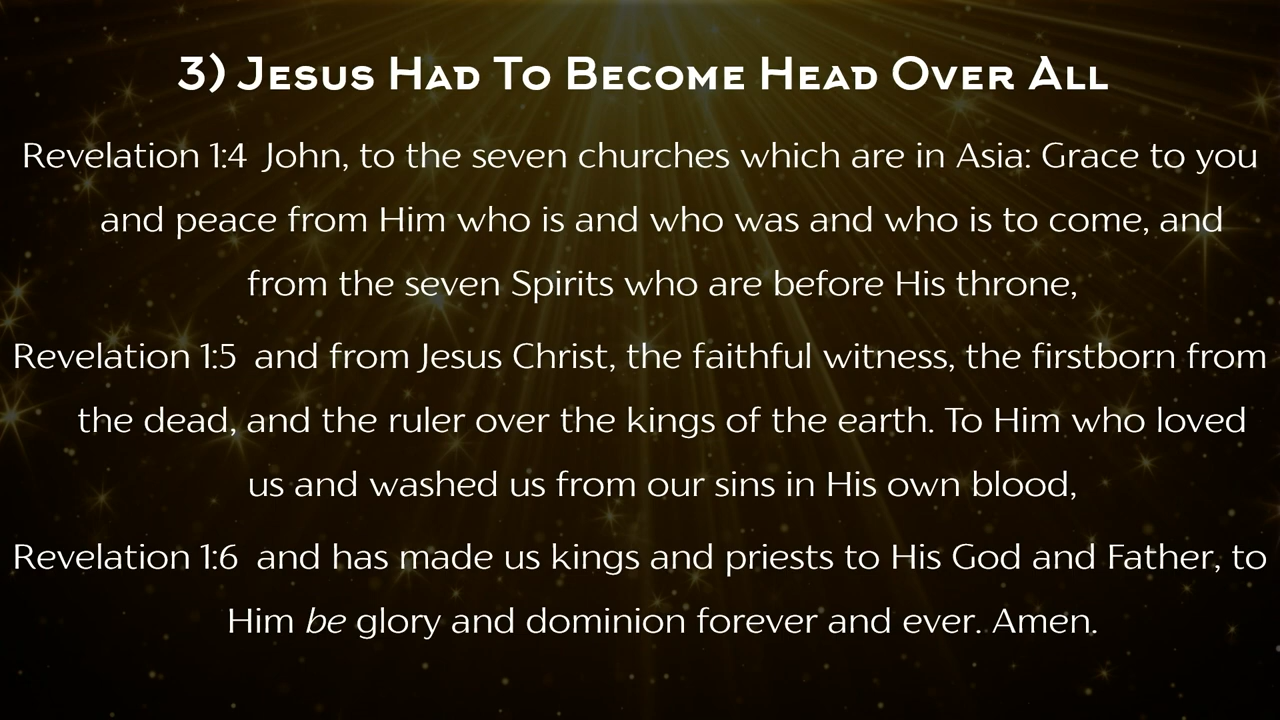 3) Jesus Had To Become Head Over All
Revelation 1:4  John, to the seven churches which are in Asia: Grace to you
and peace from Him who is and who was and who is to come, and
from the seven Spirits who are before His throne,
Revelation 1:5  and from Jesus Christ, the faithful witness, the firstborn from
the dead, and the ruler over the kings of the earth. To Him who loved
us and washed us from our sins in His own blood,
Revelation 1:6  and has made us kings and priests to His God and Father, to
Him be glory and dominion forever and ever. Amen.